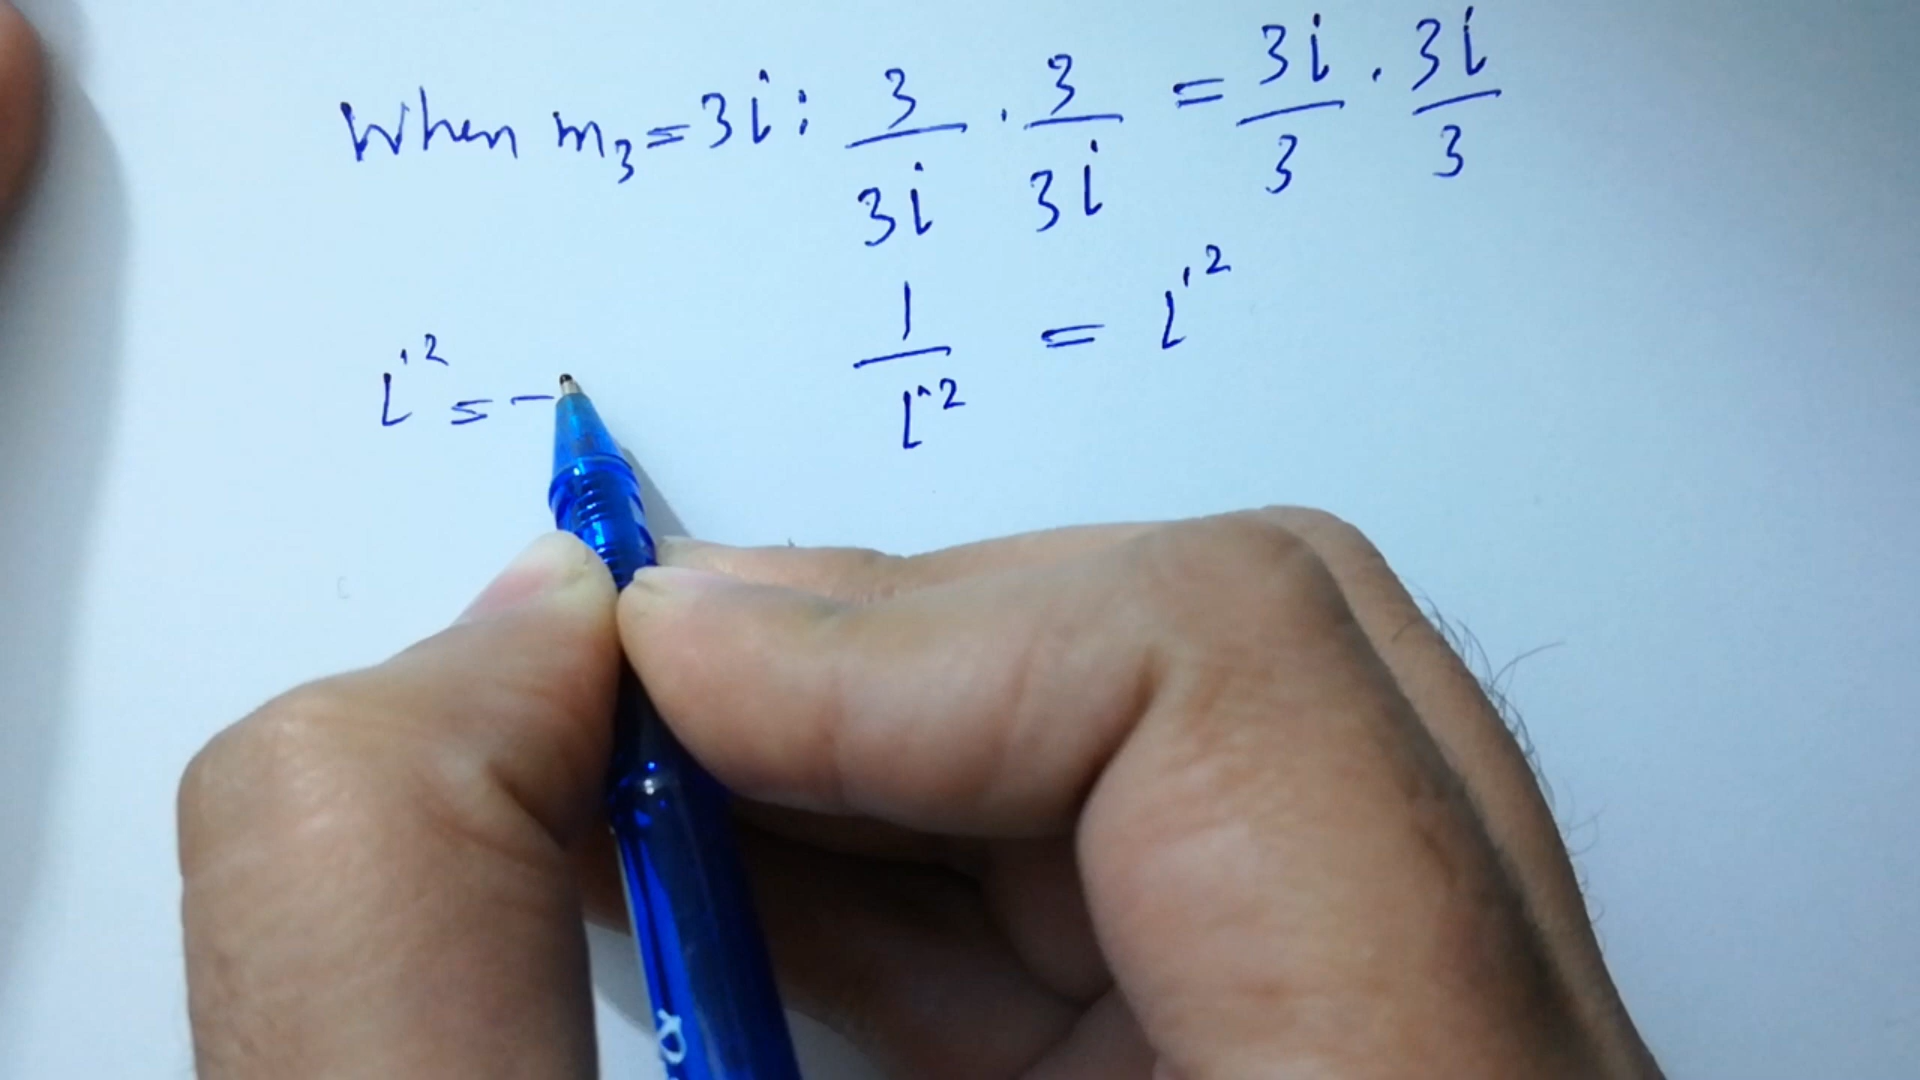 When m₃ = 3i : 3/3i . 3/3i = 3i/3 . 3i/3
1/i² = i²
i² = -